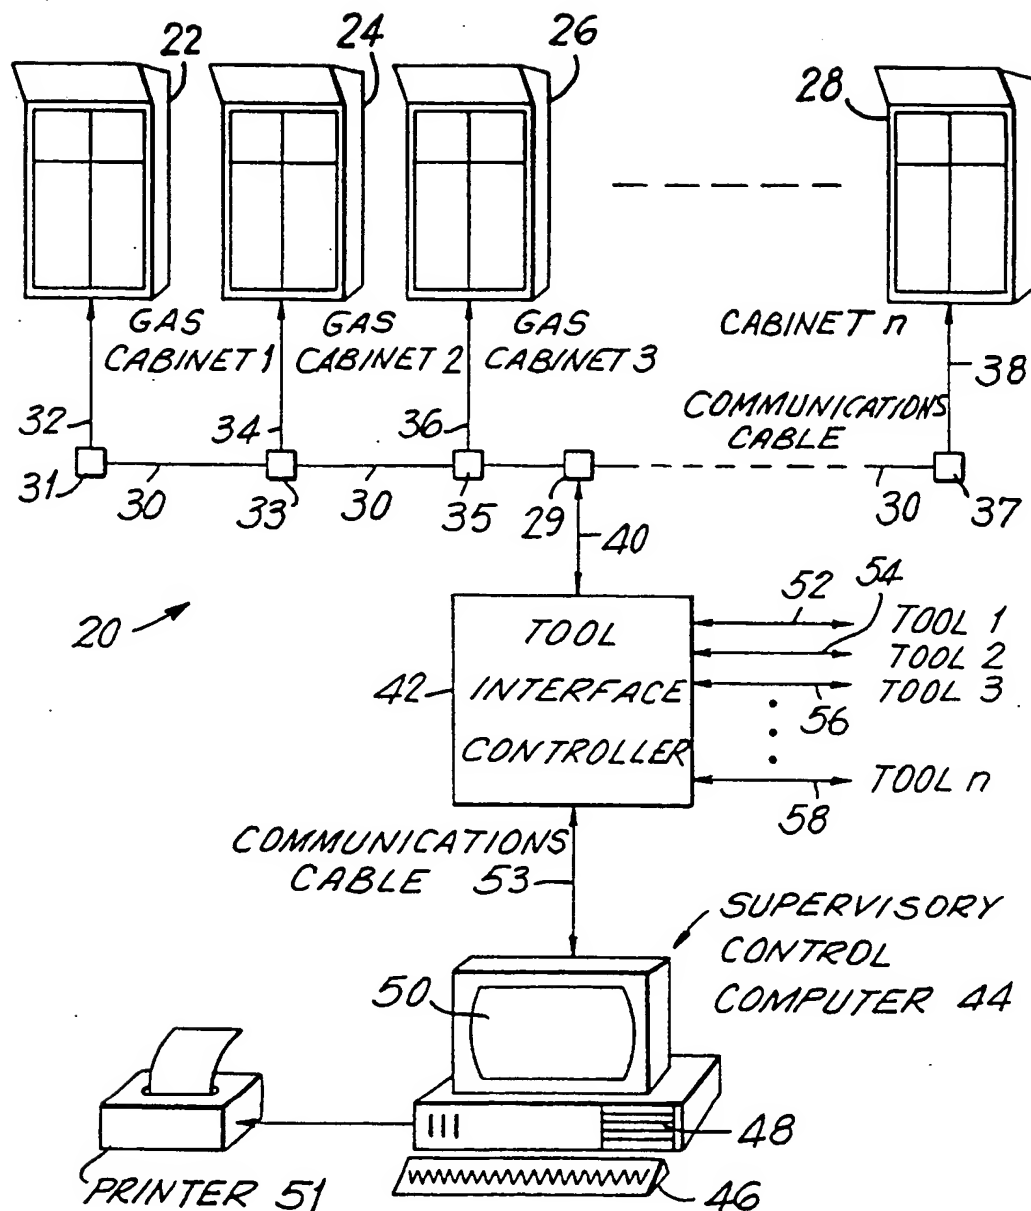 22
24
26
28
GAS CABINET 1
GAS CABINET 2
GAS CABINET 3
CABINET n
32
34
36
38
COMMUNICATIONS CABLE
31
30
33
30
35
29
40
30
37
20
42
TOOL
INTERFACE
CONTROLLER
52
54
TOOL 1
TOOL 2
TOOL 3
56
TOOL n
58
COMMUNICATIONS
CABLE 53
SUPERVISORY
CONTROL
COMPUTER 44
50
48
46
PRINTER 51